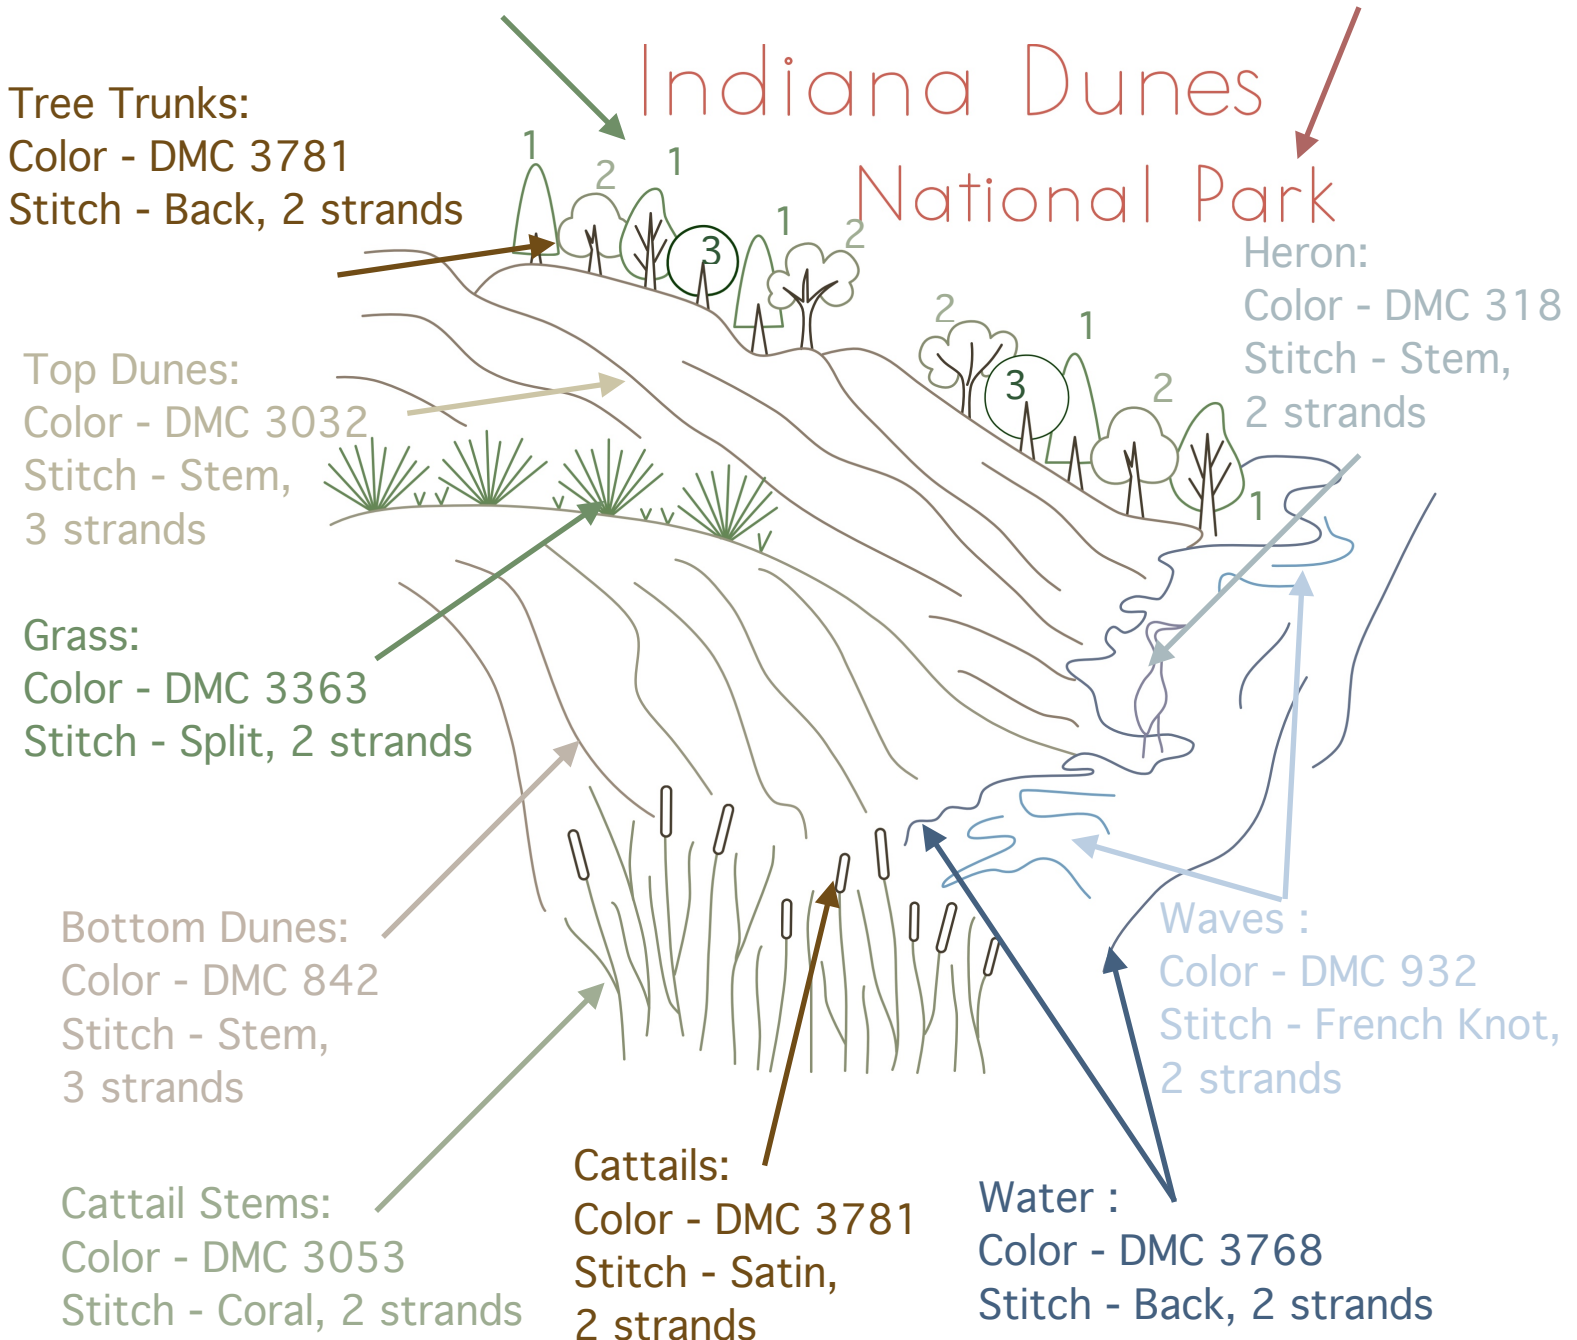 Indiana Dunes
National Park
Tree Trunks:
Color - DMC 3781
Stitch - Back, 2 strands
1
2
1
3
1
2
Heron:
Color - DMC 318
Stitch - Stem,
2 strands
2
1
3
2
1
Top Dunes:
Color - DMC 3032
Stitch - Stem,
3 strands
Grass:
Color - DMC 3363
Stitch - Split, 2 strands
Bottom Dunes:
Color - DMC 842
Stitch - Stem,
3 strands
Waves :
Color - DMC 932
Stitch - French Knot,
2 strands
Cattail Stems:
Color - DMC 3053
Stitch - Coral, 2 strands
Cattails:
Color - DMC 3781
Stitch - Satin,
2 strands
Water :
Color - DMC 3768
Stitch - Back, 2 strands